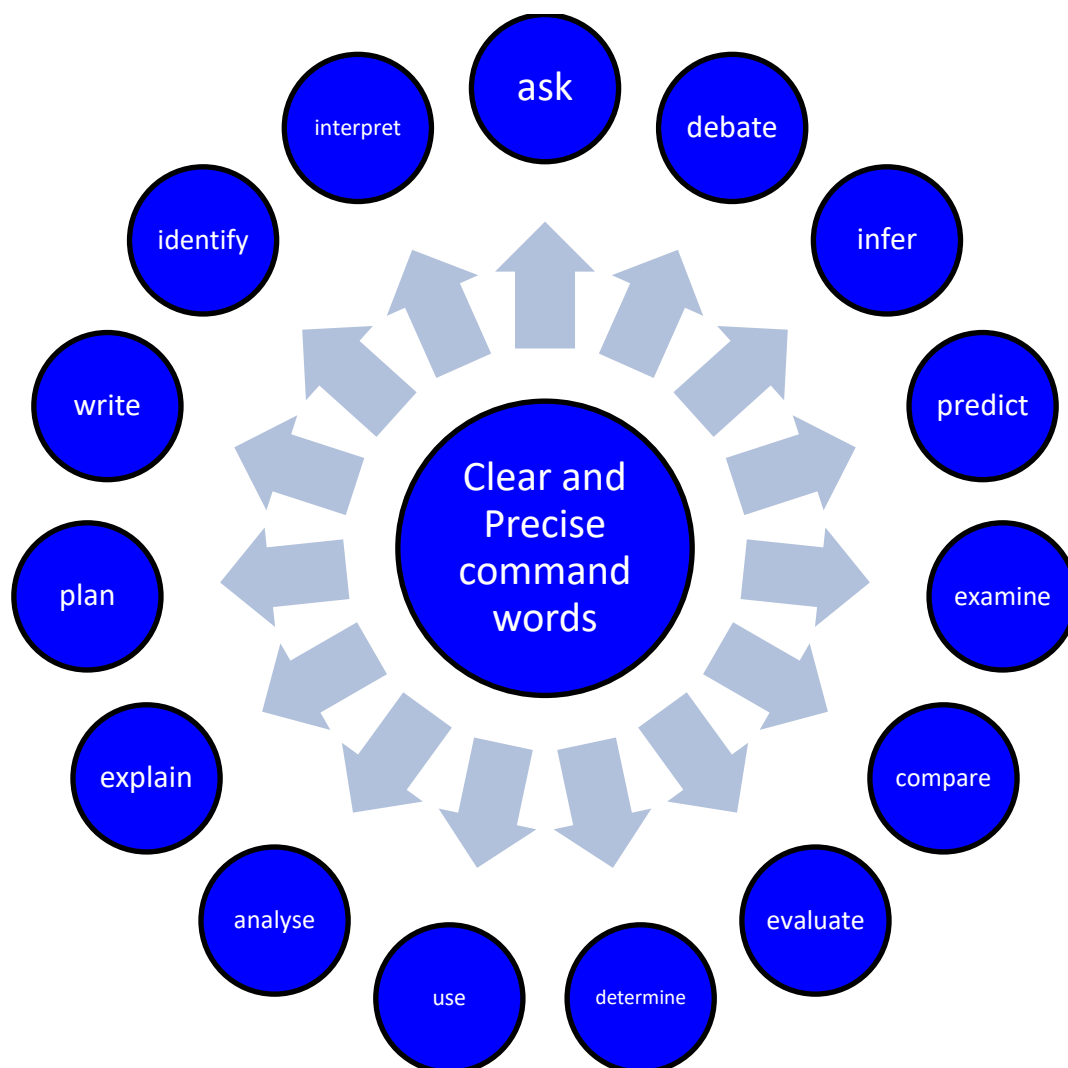 ask
debate
infer
predict
examine
compare
evaluate
determine
use
analyse
explain
plan
write
identify
interpret
Clear and
Precise
command
words